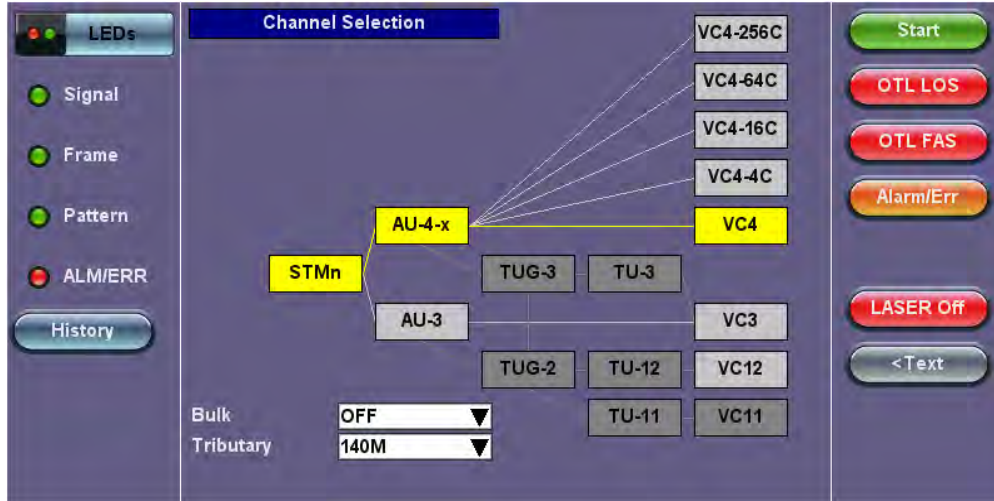 LEDs
Signal
Frame
Pattern
ALM/ERR
History
Channel Selection
VC4-256C
VC4-64C
VC4-16C
VC4-4C
AU-4-x
VC4
STMn
TUG-3
TU-3
AU-3
VC3
TUG-2
TU-12
VC12
TU-11
VC11
Bulk
OFF
Tributary
140M
Start
OTL LOS
OTL FAS
Alarm/Err
LASER Off
<Text